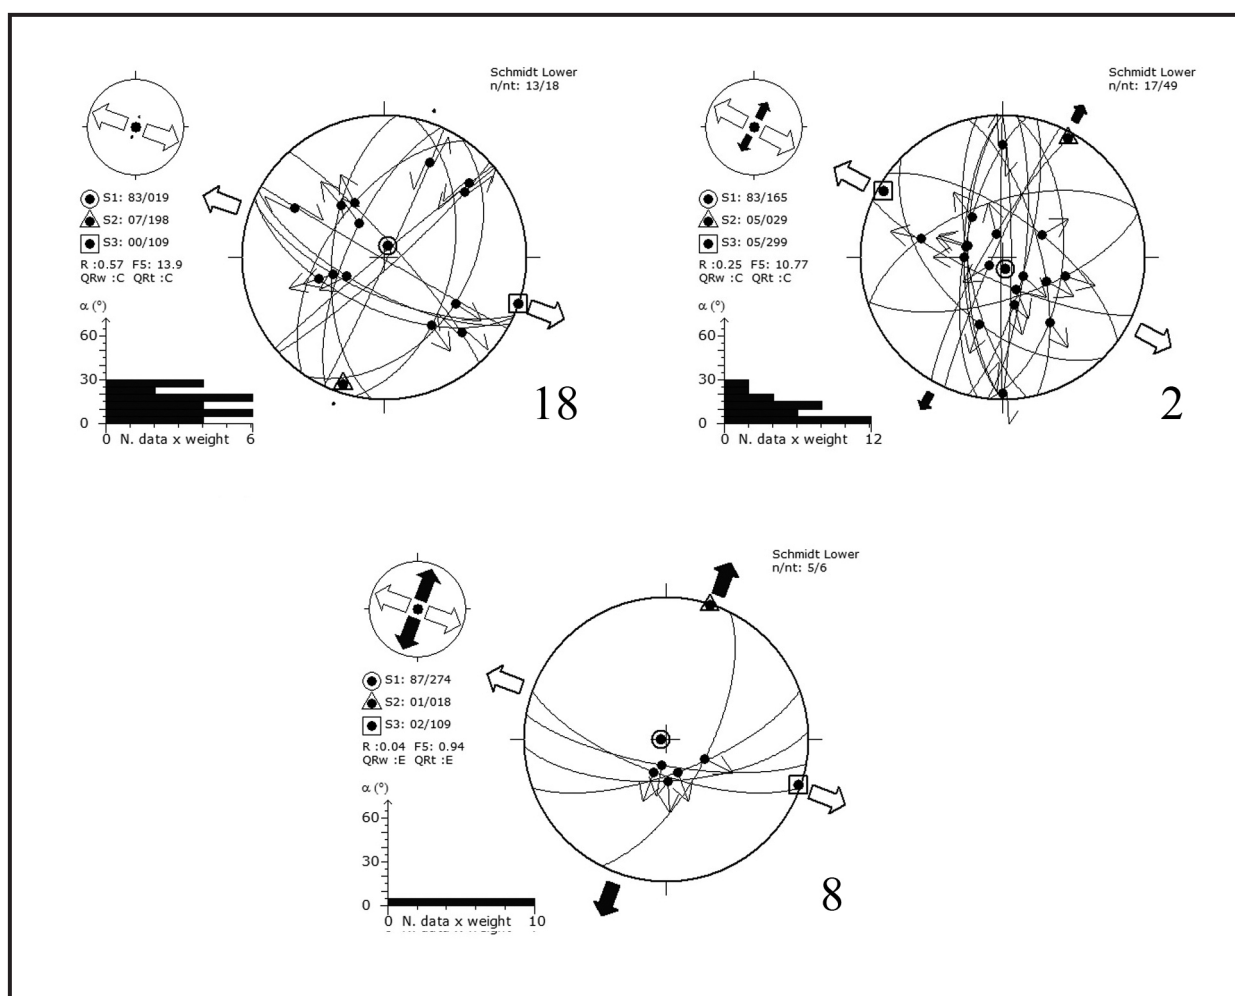 Schmidt Lower
n/nt: 13/18
S1: 83/019
S2: 07/198
S3: 00/109
R :0.57 F5: 13.9
QRw :C QRt :C
α (°)
60
30
0
0 N. data x weight 6
18
Schmidt Lower
n/nt: 17/49
S1: 83/165
S2: 05/029
S3: 05/299
R :0.25 F5: 10.77
QRw :C QRt :C
α (°)
60
30
0
0 N. data x weight 12
2
Schmidt Lower
n/nt: 5/6
S1: 87/274
S2: 01/018
S3: 02/109
R :0.04 F5: 0.94
QRw :E QRt :E
α (°)
60
30
0
0 N. data x weight 10
8